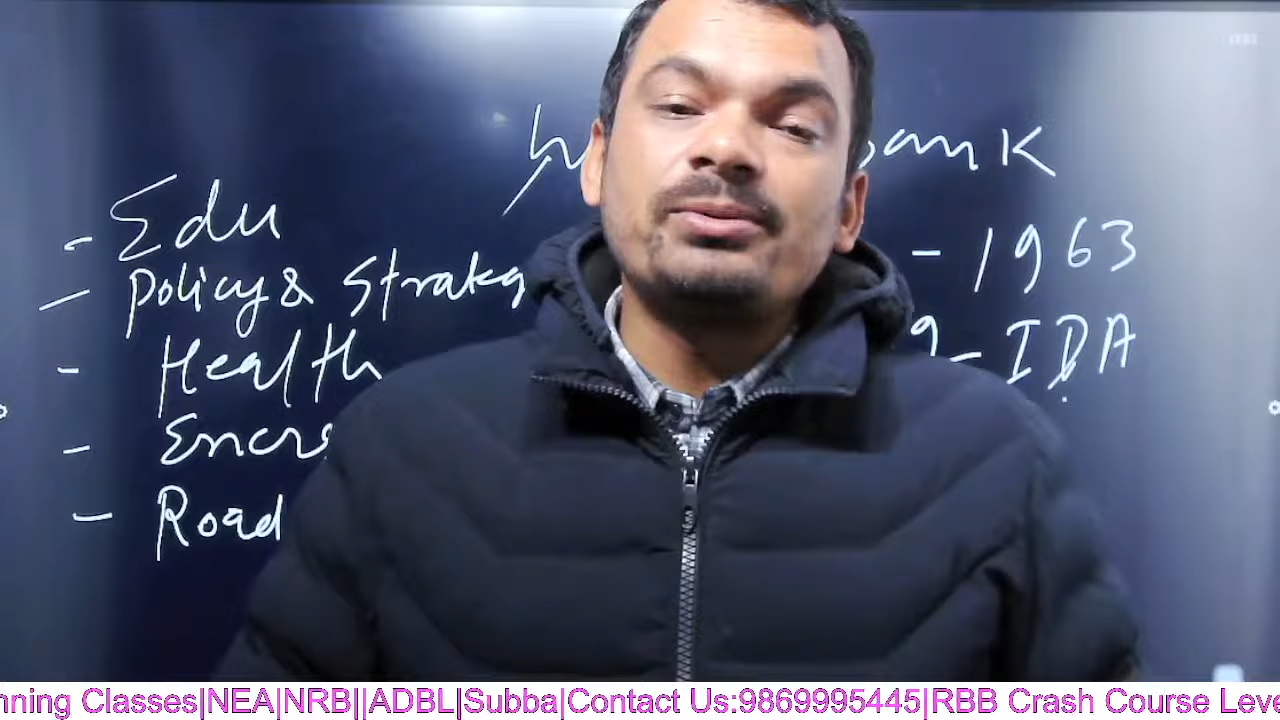 bank
- Edu
- 1963
- Policy & Strateg
- IDA
- Health
- Road
nning Classes|NEA|NRB||ADBL|Subba|Contact Us:9869995445|RBB Crash Course Leve